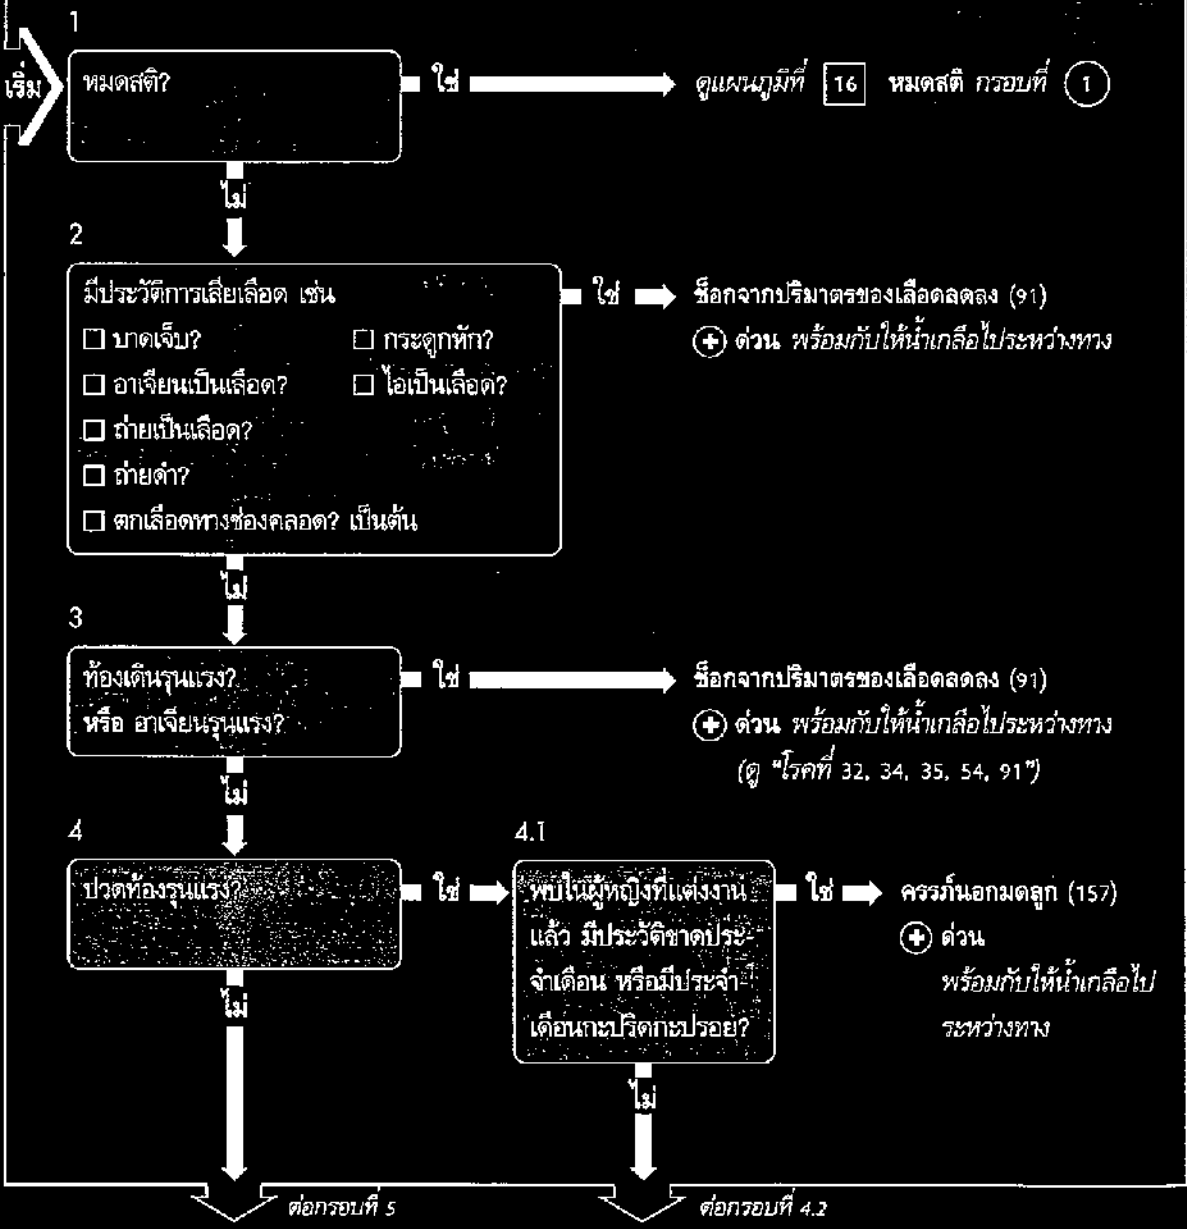 1
เริ่ม
หมดสติ?
ใช่
ดูแผนภูมิที่ 16 หมดสติ กรอบที่ 1
ไม่
2
มีประวัติการเสียเลือด เช่น
☐ บาดเจ็บ? ☐ กระดูกหัก?
☐ อาเจียนเป็นเลือด? ☐ ไอเป็นเลือด?
☐ ถ่ายเป็นเลือด?
☐ ถ่ายดำ?
☐ ตกเลือดทางช่องคลอด? เป็นต้น
ใช่
ช็อกจากปริมาตรของเลือดลดลง (91)
+ ด่วน พร้อมกับให้น้ำเกลือไประหว่างทาง
ไม่
3
ท้องเดินรุนแรง?
หรือ อาเจียนรุนแรง?
ใช่
ช็อกจากปริมาตรของเลือดลดลง (91)
+ ด่วน พร้อมกับให้น้ำเกลือไประหว่างทาง
(ดู "โรคที่ 32, 34, 35, 54, 91")
ไม่
4
ปวดท้องรุนแรง?
ใช่
4.1
พบในผู้หญิงที่แต่งงาน
แล้ว มีประวัติขาดประ-
จำเดือน หรือมีประจำ-
เดือนกะปริดกะปรอย?
ใช่
ครรภ์นอกมดลูก (157)
+ ด่วน
พร้อมกับให้น้ำเกลือไป
ระหว่างทาง
ไม่
ไม่
ต่อกรอบที่ 5
ต่อกรอบที่ 4.2